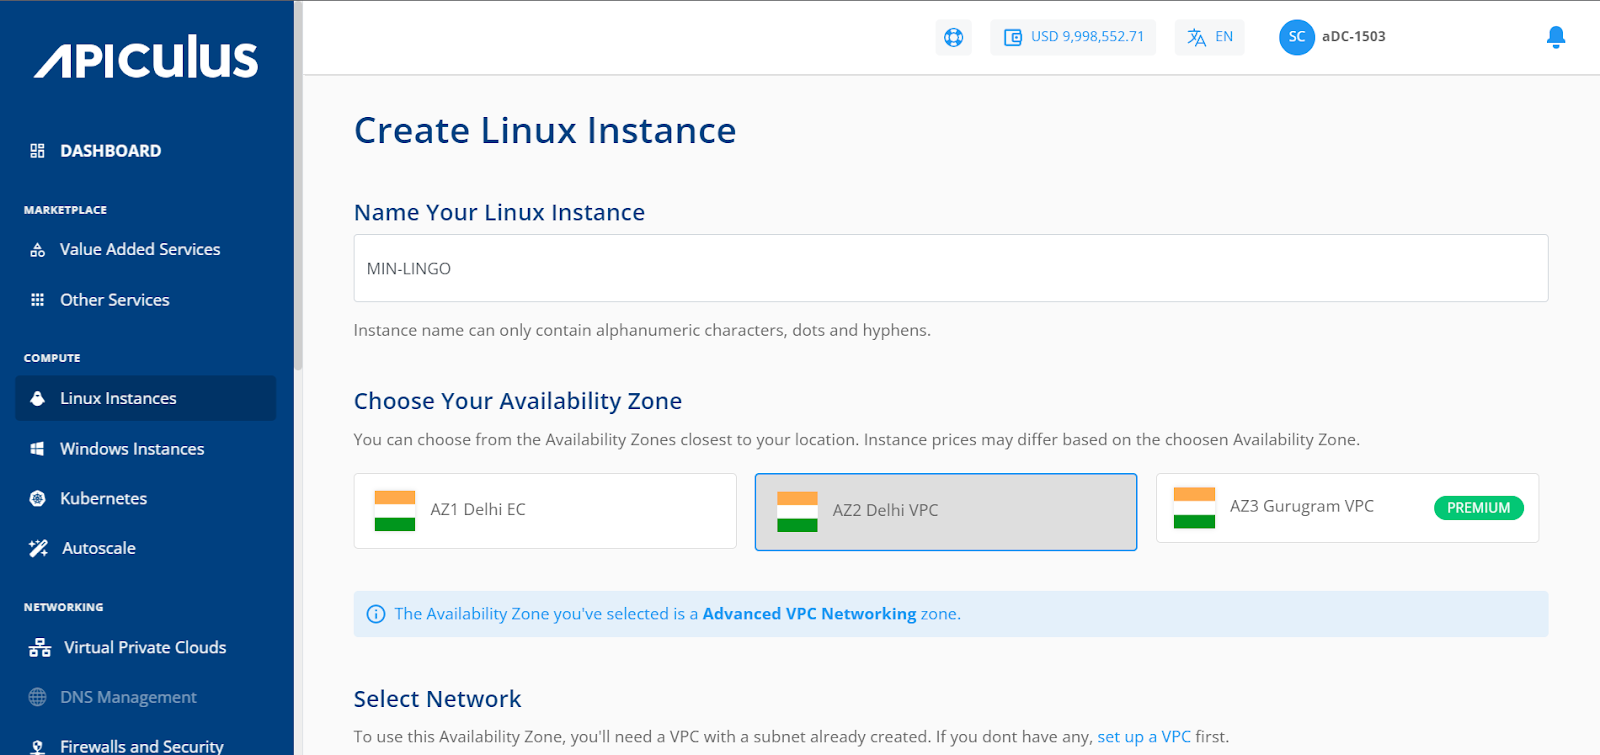 APICULUS
USD 9,998,552.71
EN
SC
aDC-1503
DASHBOARD
MARKETPLACE
Value Added Services
Other Services
COMPUTE
Linux Instances
Windows Instances
Kubernetes
Autoscale
NETWORKING
Virtual Private Clouds
DNS Management
Firewalls and Security
Create Linux Instance
Name Your Linux Instance
MIN-LINGO
Instance name can only contain alphanumeric characters, dots and hyphens.
Choose Your Availability Zone
You can choose from the Availability Zones closest to your location. Instance prices may differ based on the choosen Availability Zone.
AZ1 Delhi EC
AZ2 Delhi VPC
AZ3 Gurugram VPC
PREMIUM
The Availability Zone you've selected is a Advanced VPC Networking zone.
Select Network
To use this Availability Zone, you'll need a VPC with a subnet already created. If you dont have any, set up a VPC first.